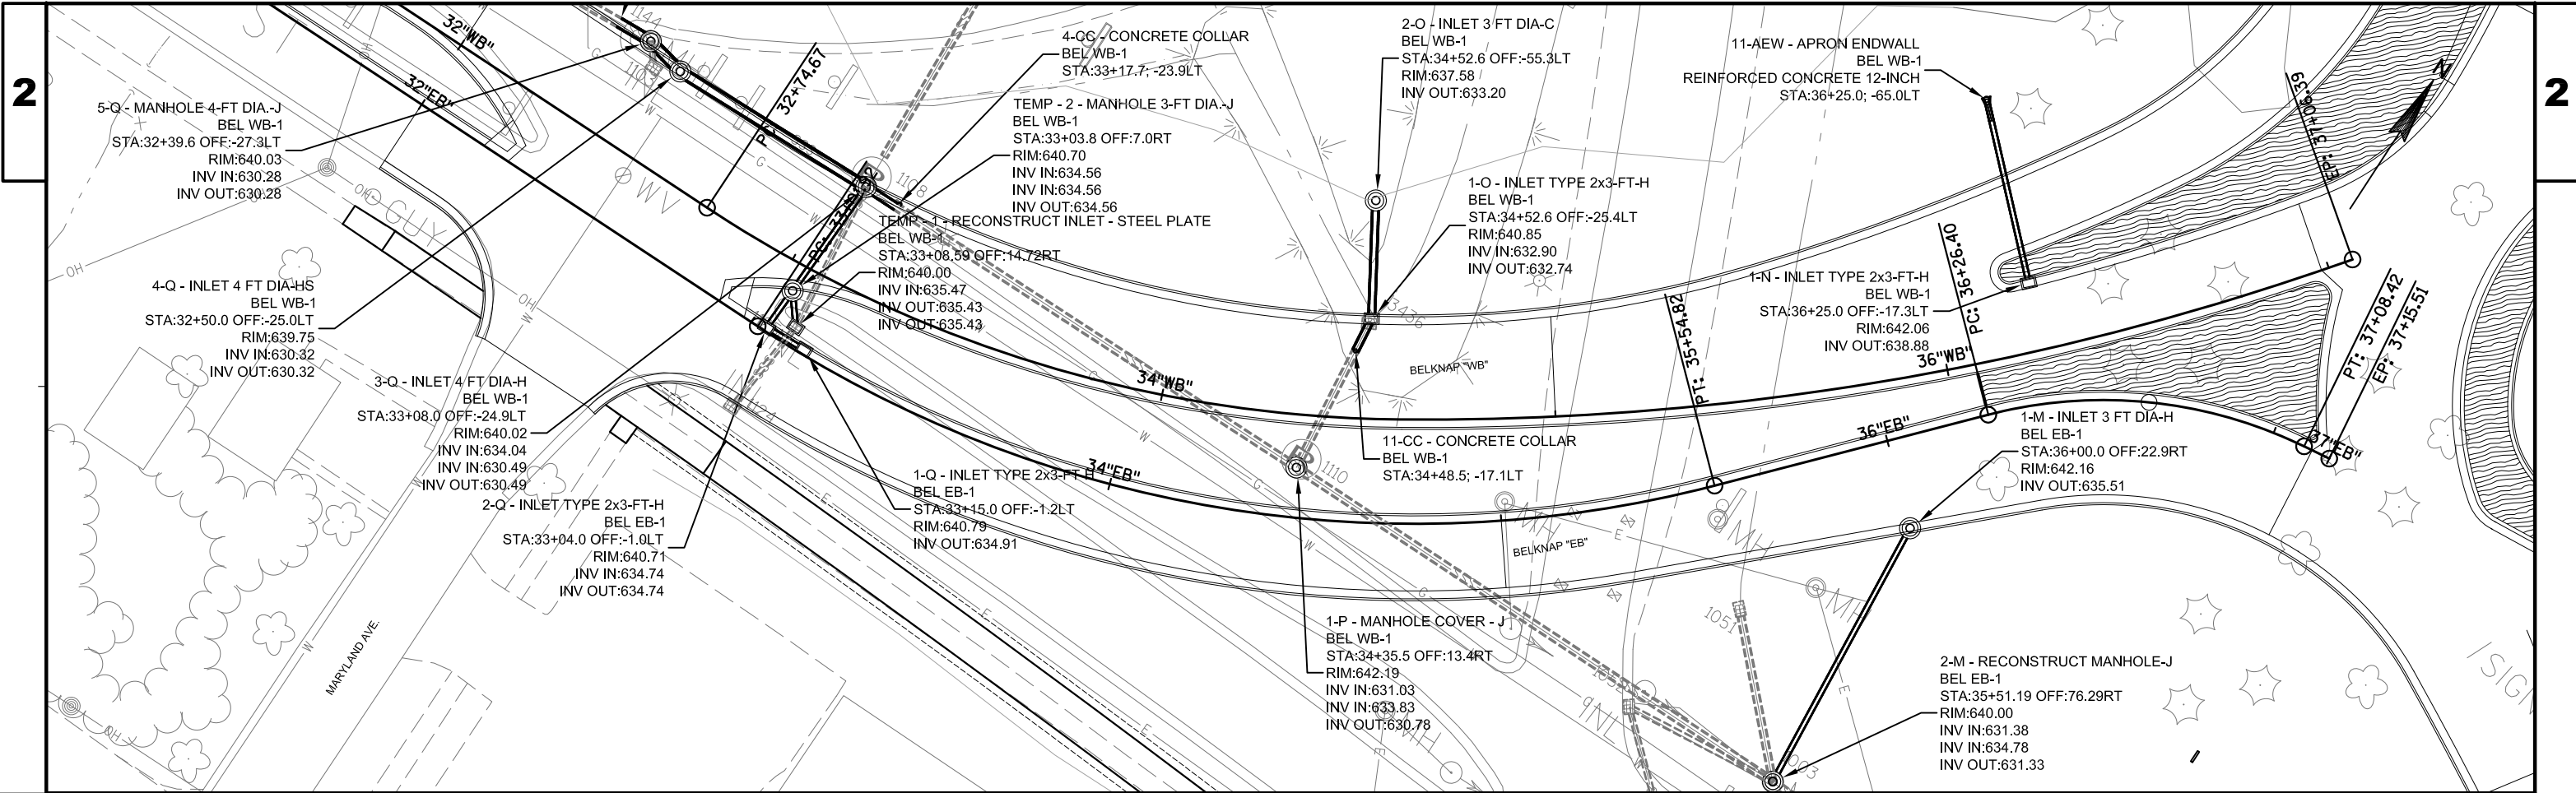 2
2
5-Q - MANHOLE 4-FT DIA.-J
BEL WB-1
STA:32+39.6 OFF:-27.3LT
RIM:640.03
INV IN:630.28
INV OUT:630.28
4-Q - INLET 4 FT DIA-HS
BEL WB-1
STA:32+50.0 OFF:-25.0LT
RIM:639.75
INV IN:630.32
INV OUT:630.32
3-Q - INLET 4 FT DIA-H
BEL WB-1
STA:33+08.0 OFF:-24.9LT
RIM:640.02
INV IN:634.04
INV IN:630.49
INV OUT:630.49
2-Q - INLET TYPE 2x3-FT-H
BEL EB-1
STA:33+04.0 OFF:-1.0LT
RIM:640.71
INV IN:634.74
INV OUT:634.74
4-CC - CONCRETE COLLAR
BEL WB-1
STA:33+17.7; -23.9LT
TEMP - 2 - MANHOLE 3-FT DIA.-J
BEL WB-1
STA:33+03.8 OFF:7.0RT
RIM:640.70
INV IN:634.56
INV IN:634.56
INV OUT:634.56
TEMP - 1 - RECONSTRUCT INLET - STEEL PLATE
BEL WB-1
STA:33+08.59 OFF:14.72RT
RIM:640.00
INV IN:635.47
INV OUT:635.43
INV OUT:635.43
1-Q - INLET TYPE 2x3-FT-H
BEL EB-1
STA:33+15.0 OFF:-1.2LT
RIM:640.79
INV OUT:634.91
2-O - INLET 3 FT DIA-C
BEL WB-1
STA:34+52.6 OFF:-55.3LT
RIM:637.58
INV OUT:633.20
1-O - INLET TYPE 2x3-FT-H
BEL WB-1
STA:34+52.6 OFF:-25.4LT
RIM:640.85
INV IN:632.90
INV OUT:632.74
11-CC - CONCRETE COLLAR
BEL WB-1
STA:34+48.5; -17.1LT
1-P - MANHOLE COVER - J
BEL WB-1
STA:34+35.5 OFF:13.4RT
RIM:642.19
INV IN:631.03
INV IN:633.83
INV OUT:630.78
11-AEW - APRON ENDWALL
BEL WB-1
REINFORCED CONCRETE 12-INCH
STA:36+25.0; -65.0LT
1-N - INLET TYPE 2x3-FT-H
BEL WB-1
STA:36+25.0 OFF:-17.3LT
RIM:642.06
INV OUT:638.88
1-M - INLET 3 FT DIA-H
BEL EB-1
STA:36+00.0 OFF:22.9RT
RIM:642.16
INV OUT:635.51
2-M - RECONSTRUCT MANHOLE-J
BEL EB-1
STA:35+51.19 OFF:76.29RT
RIM:640.00
INV IN:631.38
INV IN:634.78
INV OUT:631.33
32"WB"
32"EB"
32+74.67
34"WB"
34"EB"
36"WB"
36"EB"
37"EB"
PT: 35+54.82
PC: 36+26.40
EP: 37+06.39
PT: 37+08.42
EP: 37+15.51
N
BELKNAP "WB"
BELKNAP "EB"
MARYLAND AVE.
GUY
WV
OH
OH
OH
OH
OH
1144
1108
1110
1051
MH
MH
MH
MH